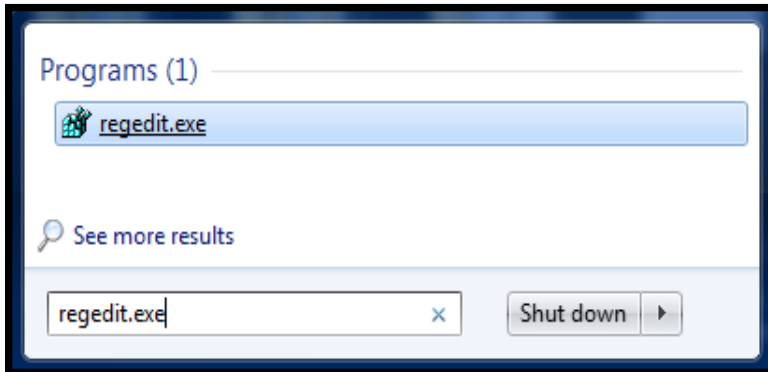 Programs (1)
regedit.exe
See more results
regedit.exe
Shut down